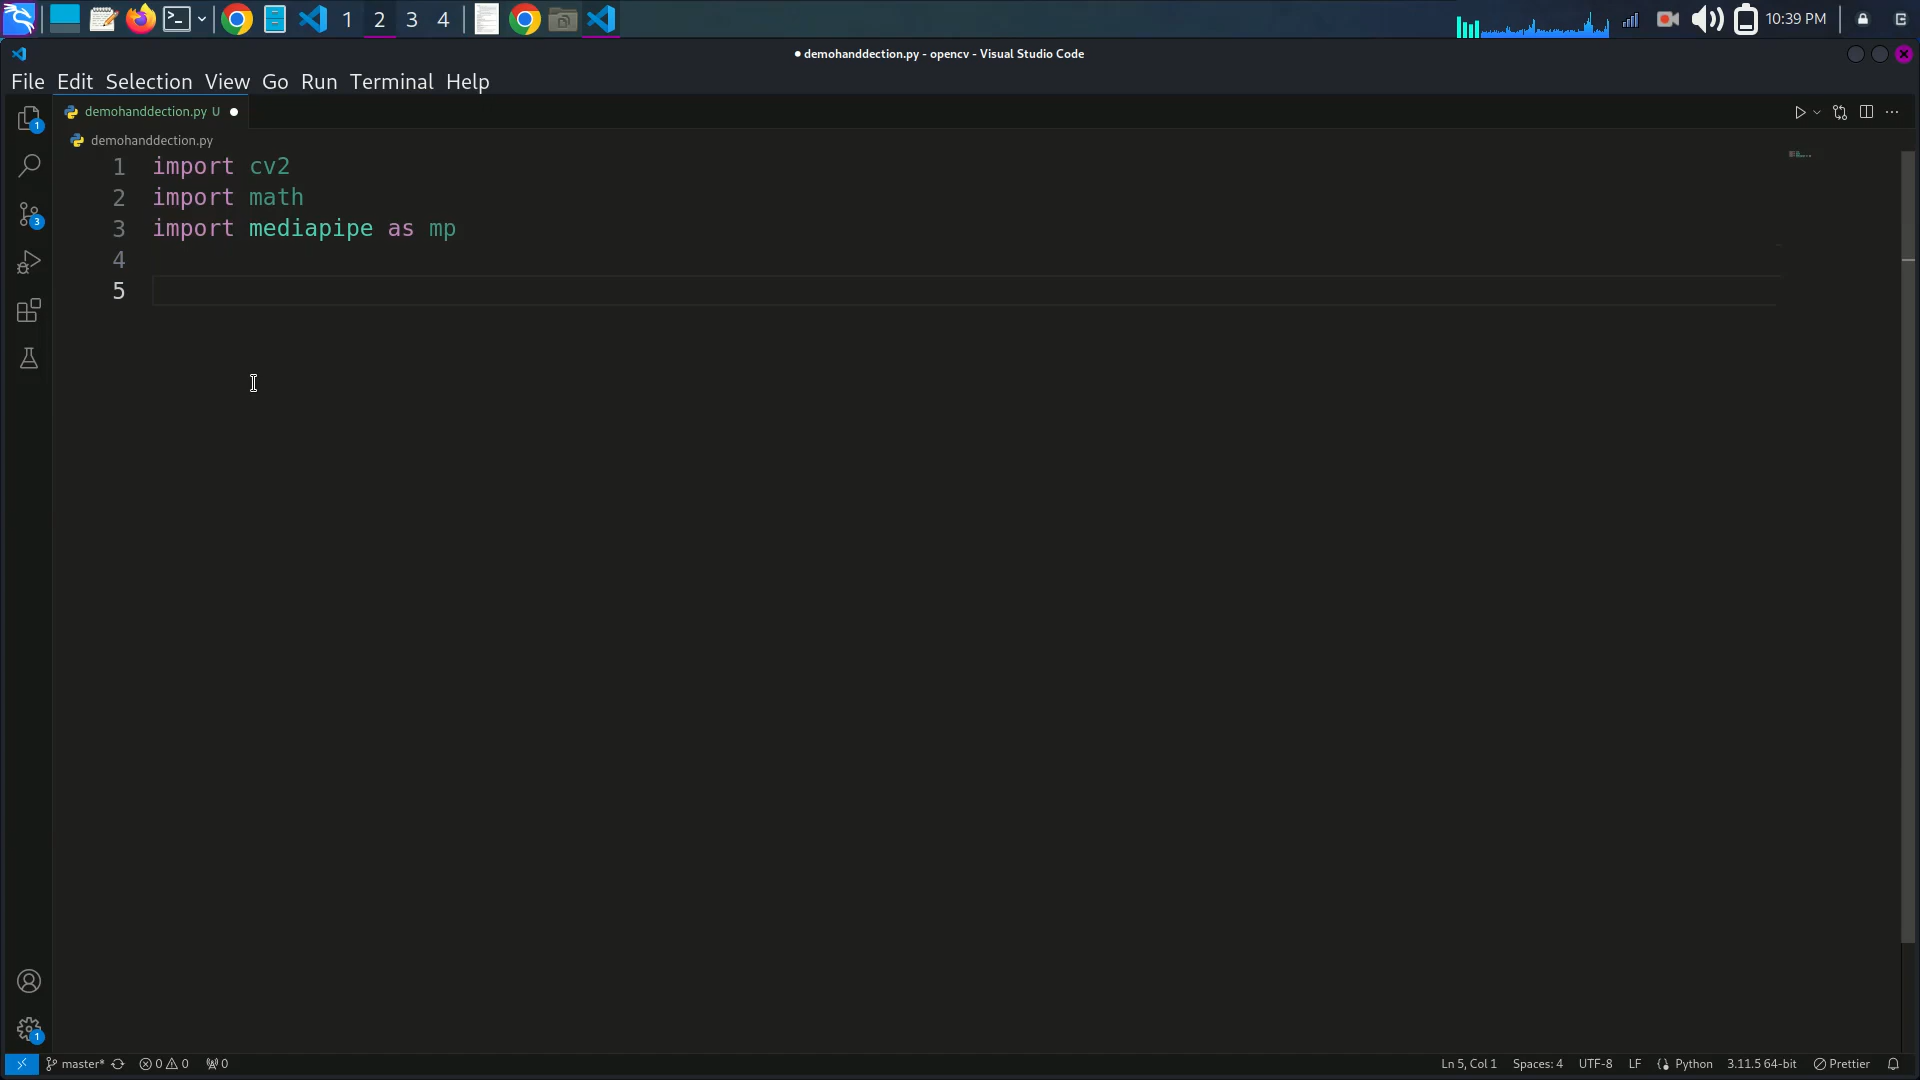 1 2 3 4 10:39 PM
demohanddection.py - opencv - Visual Studio Code
File Edit Selection View Go Run Terminal Help
demohanddection.py U
demohanddection.py
1 import cv2
2 import math
3 import mediapipe as mp
4
5
1
3
1
master* 0 0 0 Ln 5, Col 1 Spaces: 4 UTF-8 LF Python 3.11.5 64-bit Prettier